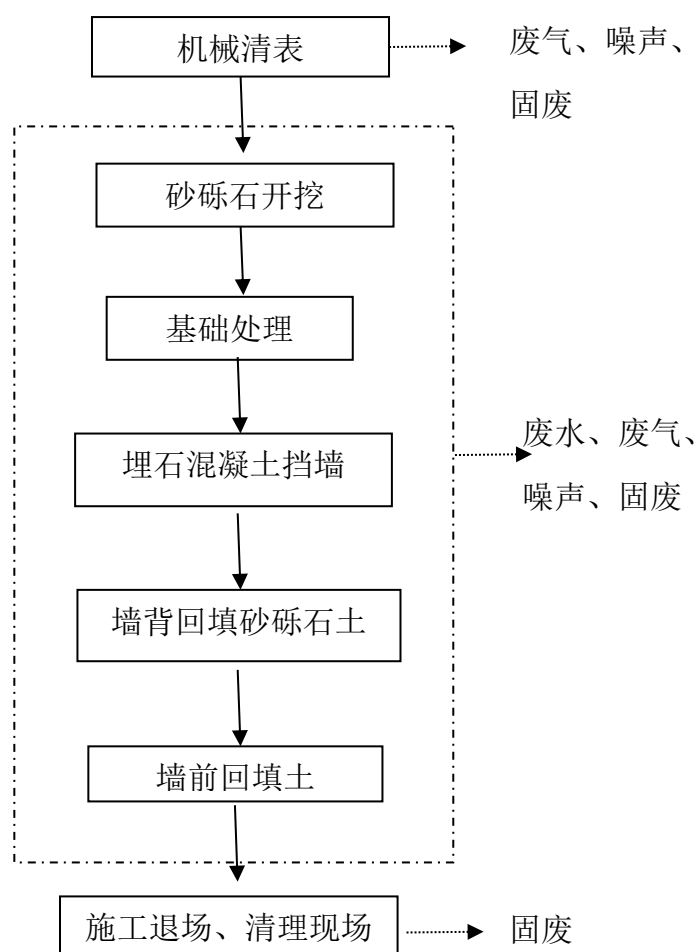 机械清表
废气、噪声、
固废
砂砾石开挖
基础处理
埋石混凝土挡墙
废水、废气、
噪声、固废
墙背回填砂砾石土
墙前回填土
施工退场、清理现场
固废